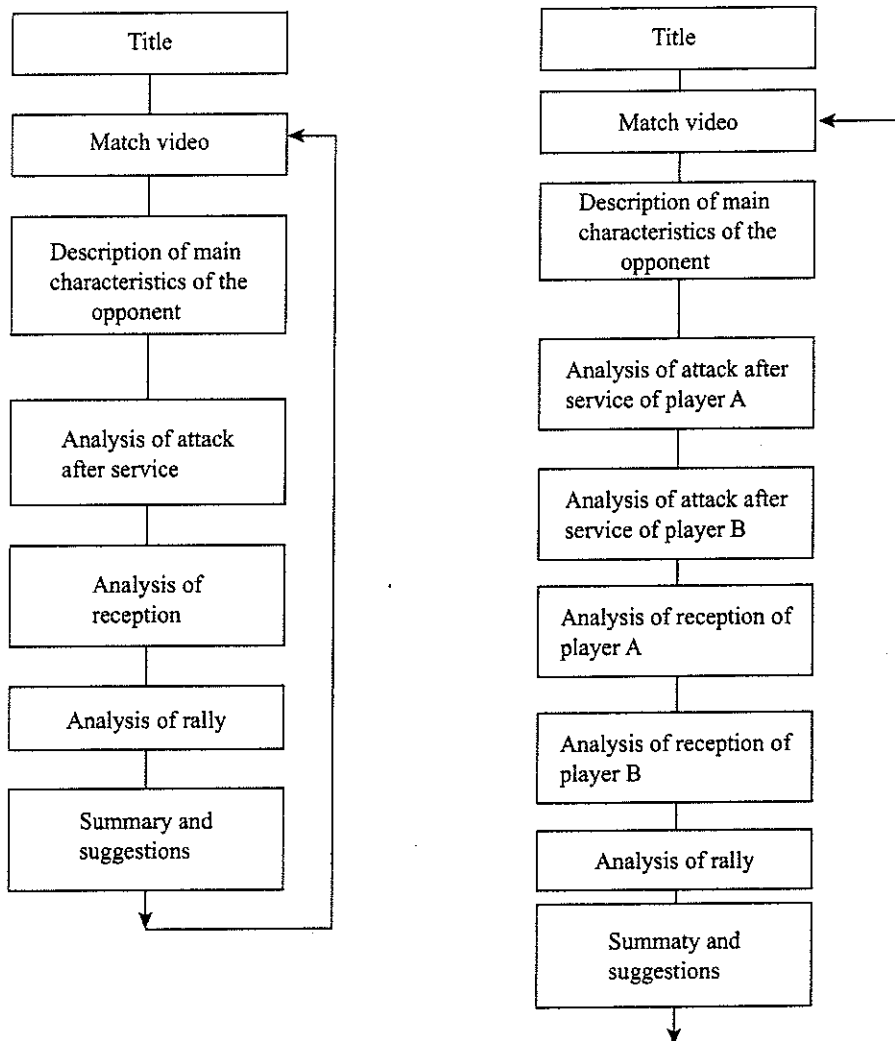 Title
Match video
Description of main
characteristics of the
opponent
Analysis of attack
after service
Analysis of
reception
Analysis of rally
Summary and
suggestions
Title
Match video
Description of main
characteristics of the
opponent
Analysis of attack after
service of player A
Analysis of attack after
service of player B
Analysis of reception of
player A
Analysis of reception of
player B
Analysis of rally
Summaty and
suggestions